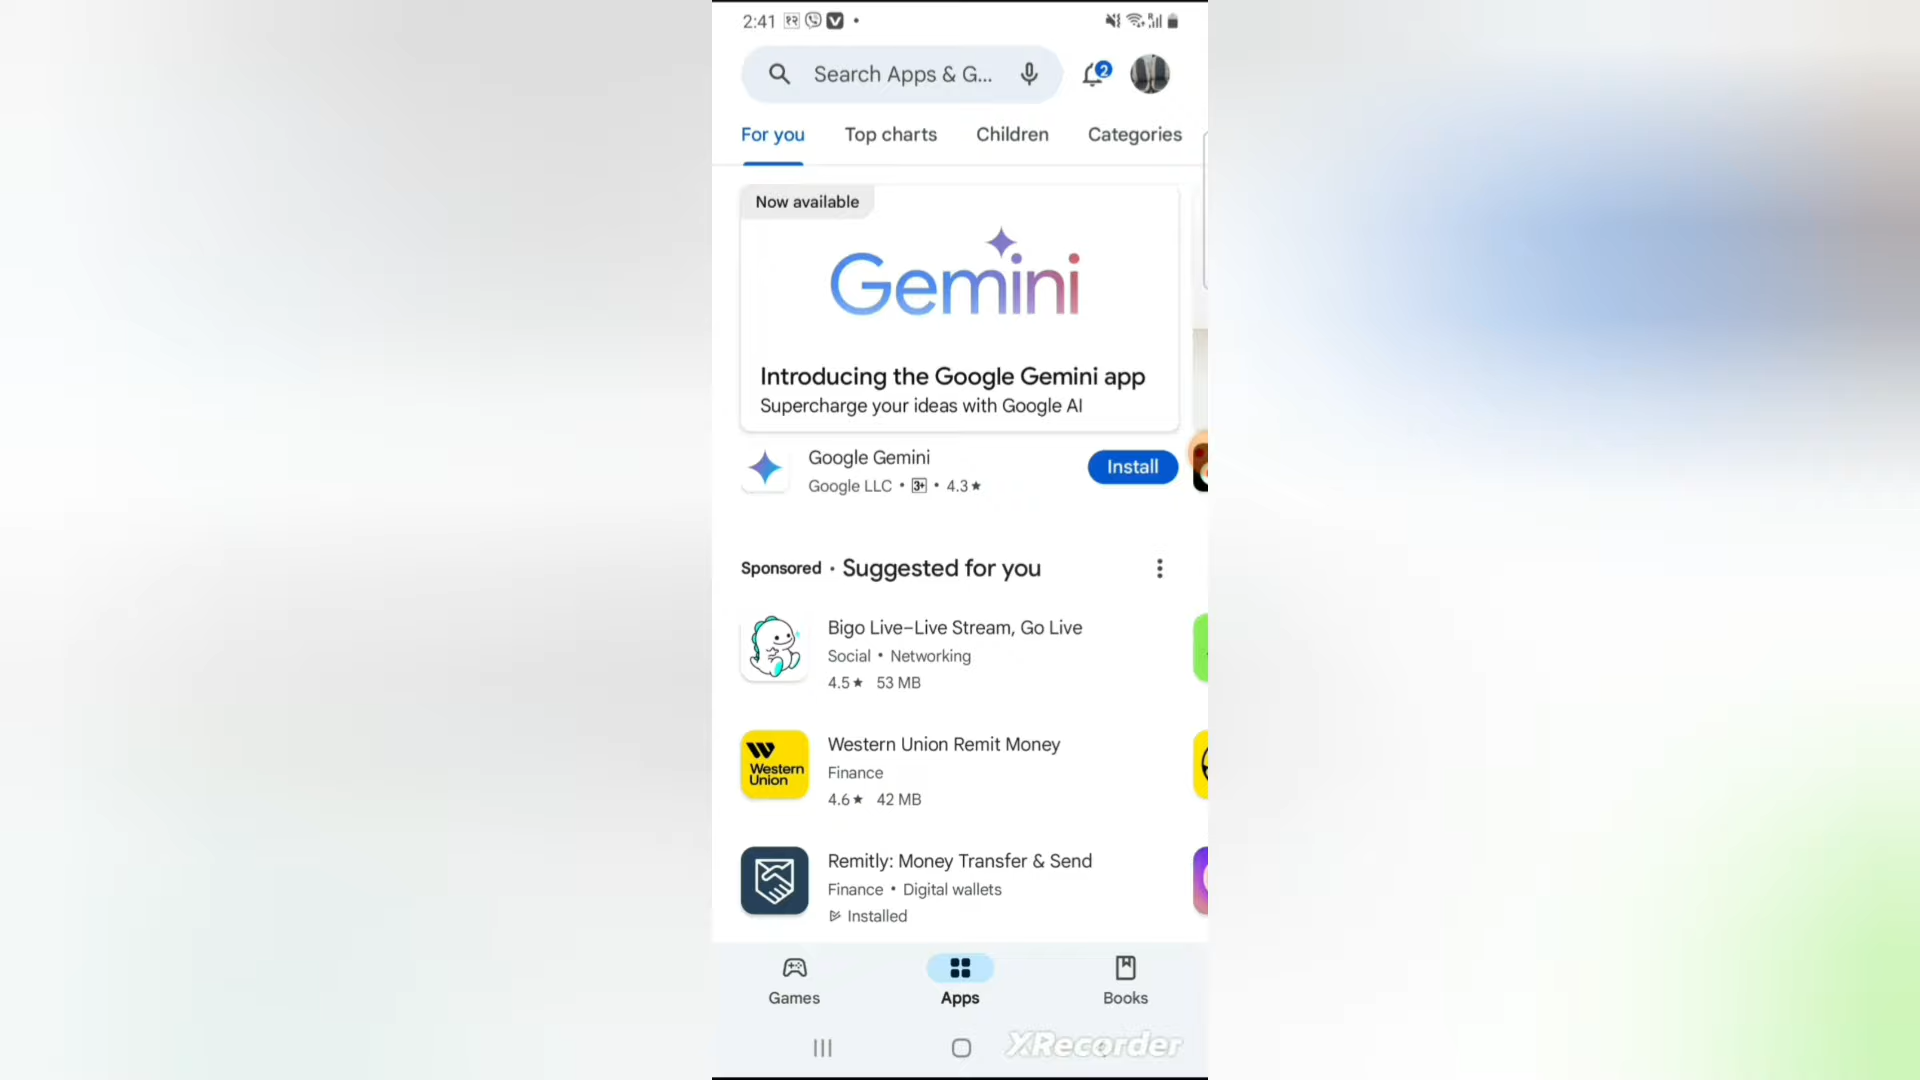 2:41 १२
Search Apps & G...
2
For you Top charts Children Categories
Now available
Gemini
Introducing the Google Gemini app
Supercharge your ideas with Google AI
Google Gemini
Google LLC • 3+ • 4.3★
Install
Sponsored • Suggested for you
Bigo Live–Live Stream, Go Live
Social • Networking
4.5★ 53 MB
Western Union
Western Union Remit Money
Finance
4.6★ 42 MB
Remitly: Money Transfer & Send
Finance • Digital wallets
Installed
Games Apps Books
XRecorder